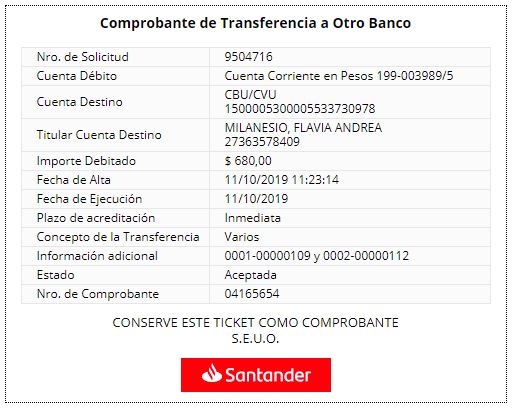 Comprobante de Transferencia a Otro Banco
Nro. de Solicitud 9504716
Cuenta Débito Cuenta Corriente en Pesos 199-003989/5
Cuenta Destino CBU/CVU
1500005300005533730978
Titular Cuenta Destino MILANESIO, FLAVIA ANDREA
27363578409
Importe Debitado $ 680,00
Fecha de Alta 11/10/2019 11:23:14
Fecha de Ejecución 11/10/2019
Plazo de acreditación Inmediata
Concepto de la Transferencia Varios
Información adicional 0001-00000109 y 0002-00000112
Estado Aceptada
Nro. de Comprobante 04165654
CONSERVE ESTE TICKET COMO COMPROBANTE
S.E.U.O.
Santander